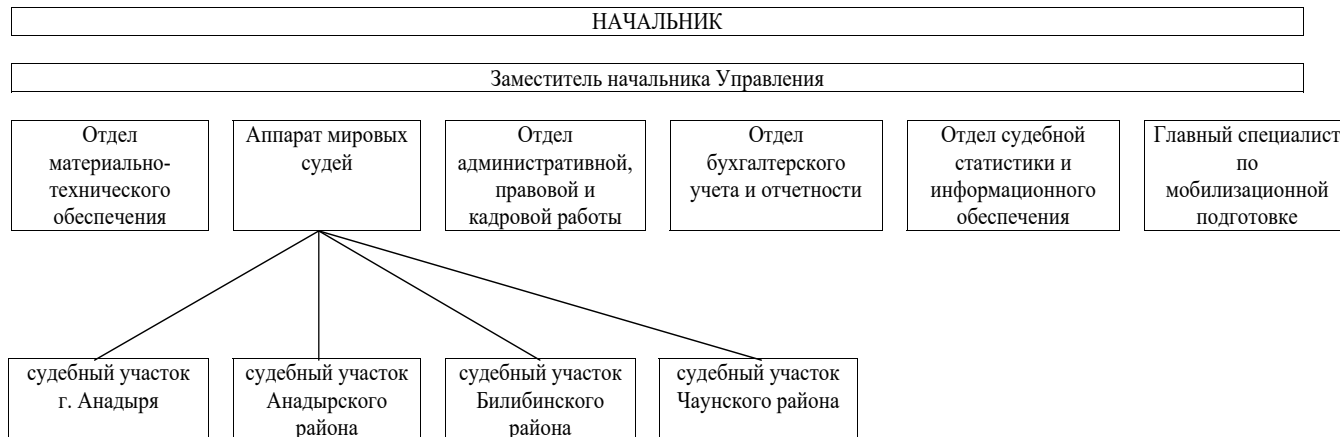 НАЧАЛЬНИК
Заместитель начальника Управления
Отдел
материально-
технического
обеспечения
Аппарат мировых
судей
Отдел
административной,
правовой и
кадровой работы
Отдел
бухгалтерского
учета и отчетности
Отдел судебной
статистики и
информационного
обеспечения
Главный специалист
по
мобилизационной
подготовке
судебный участок
г. Анадыря
судебный участок
Анадырского
района
судебный участок
Билибинского
района
судебный участок
Чаунского района